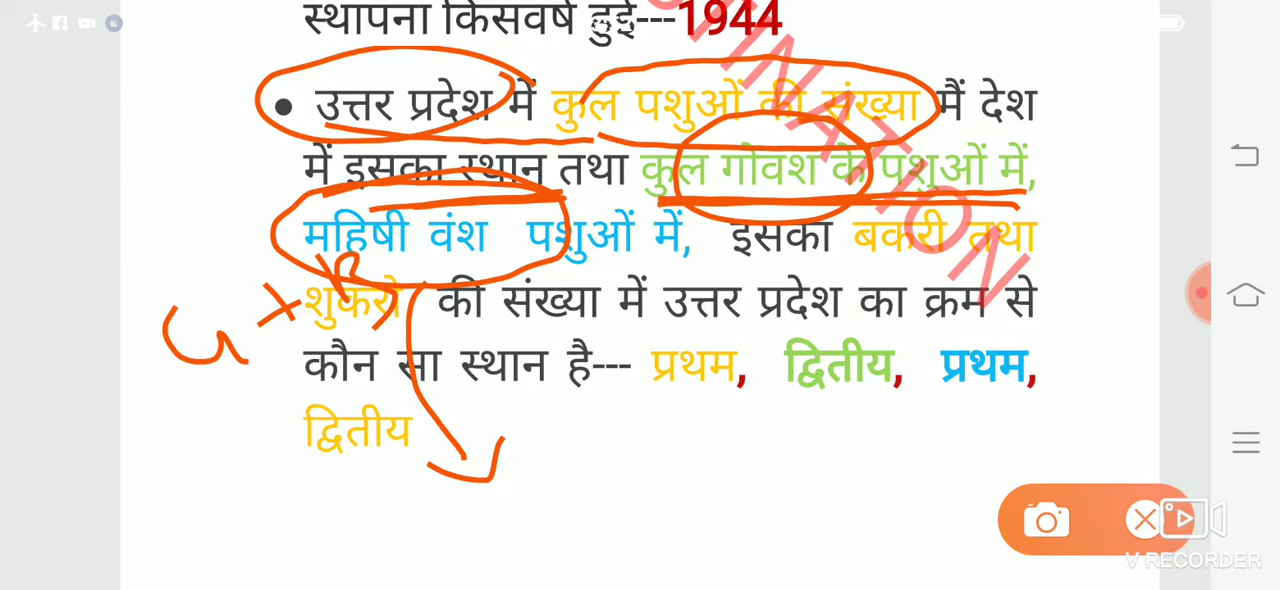 स्थापना किसवर्ष हुई---1944
● उत्तर प्रदेश में कुल पशुओं की संख्या मैं देश
में इसका स्थान तथा कुल गोवश के पशुओं में,
महिषी वंश पशुओं में, इसका बकरी तथा
शुकरो की संख्या में उत्तर प्रदेश का क्रम से
कौन सा स्थान है--- प्रथम, द्वितीय, प्रथम,
द्वितीय
V RECORDER